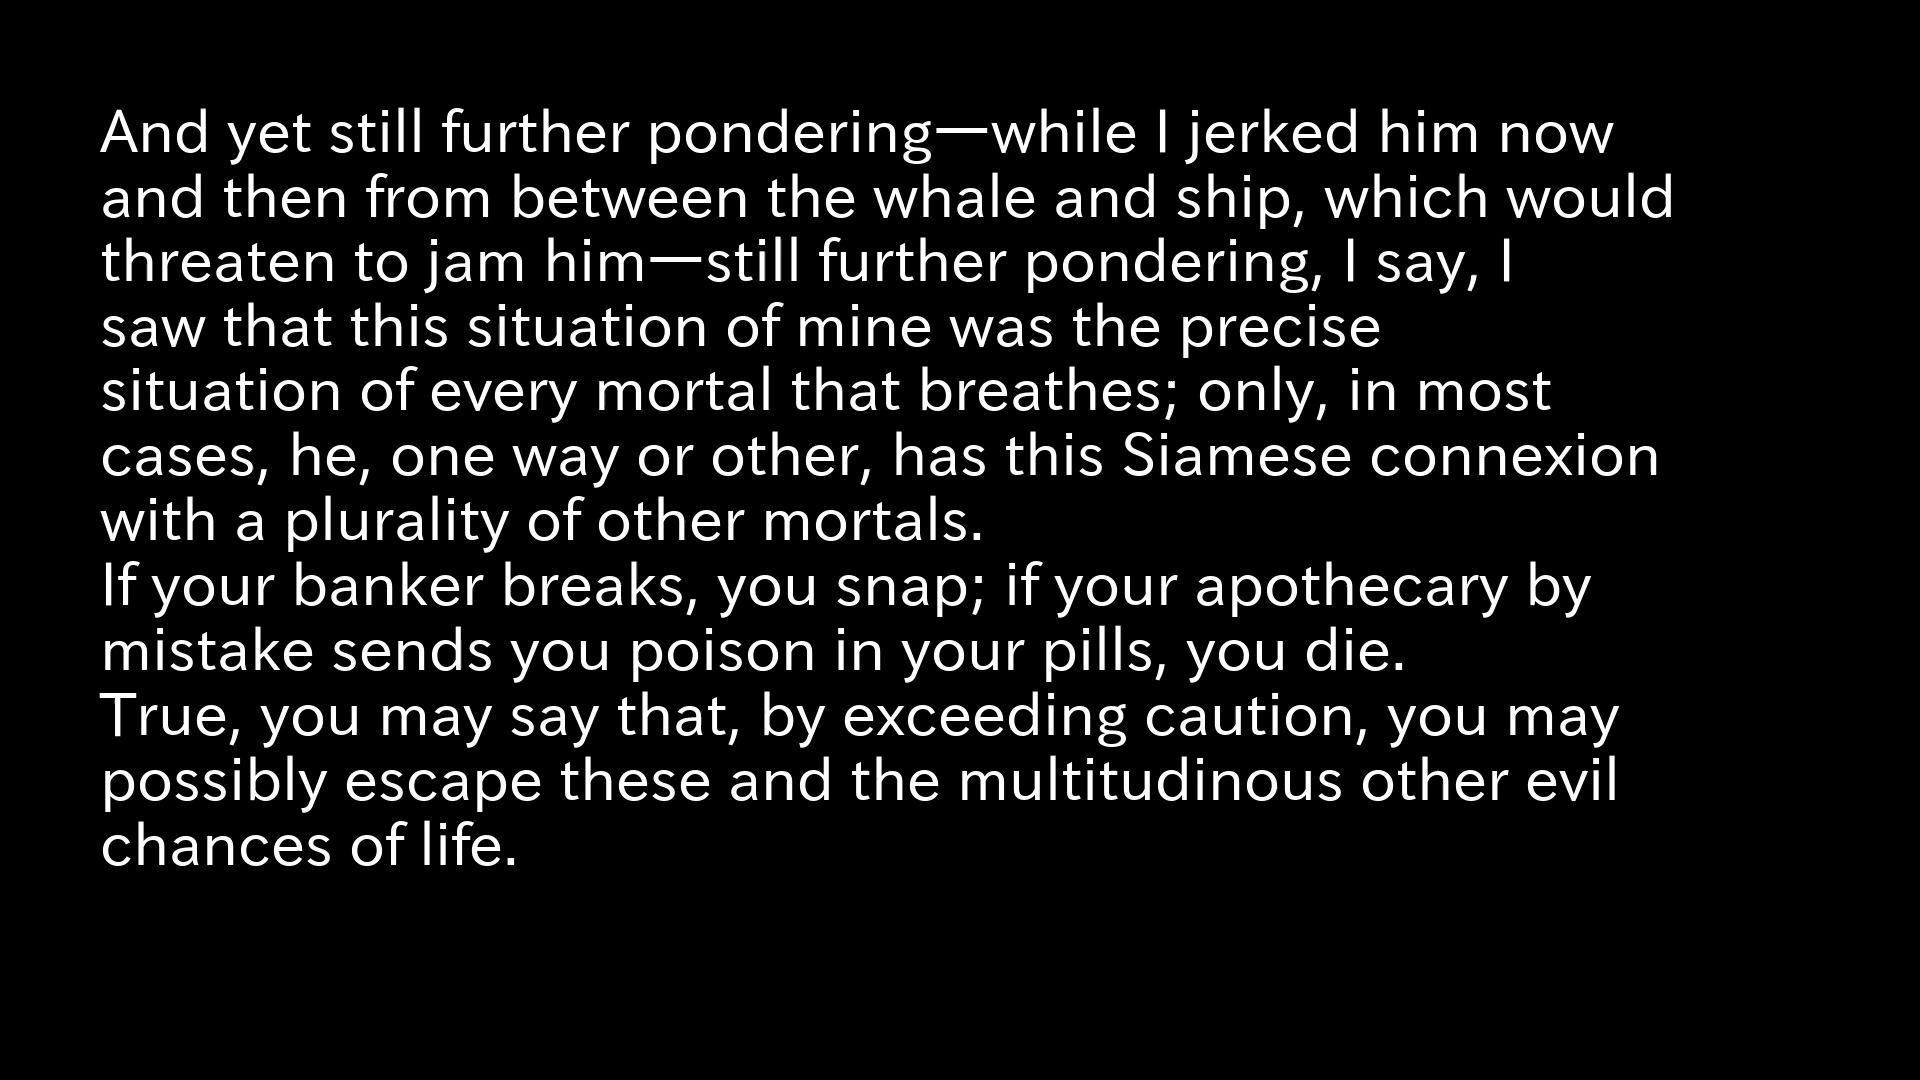 And yet still further pondering—while I jerked him now
and then from between the whale and ship, which would
threaten to jam him—still further pondering, I say, I
saw that this situation of mine was the precise
situation of every mortal that breathes; only, in most
cases, he, one way or other, has this Siamese connexion
with a plurality of other mortals.
If your banker breaks, you snap; if your apothecary by
mistake sends you poison in your pills, you die.
True, you may say that, by exceeding caution, you may
possibly escape these and the multitudinous other evil
chances of life.